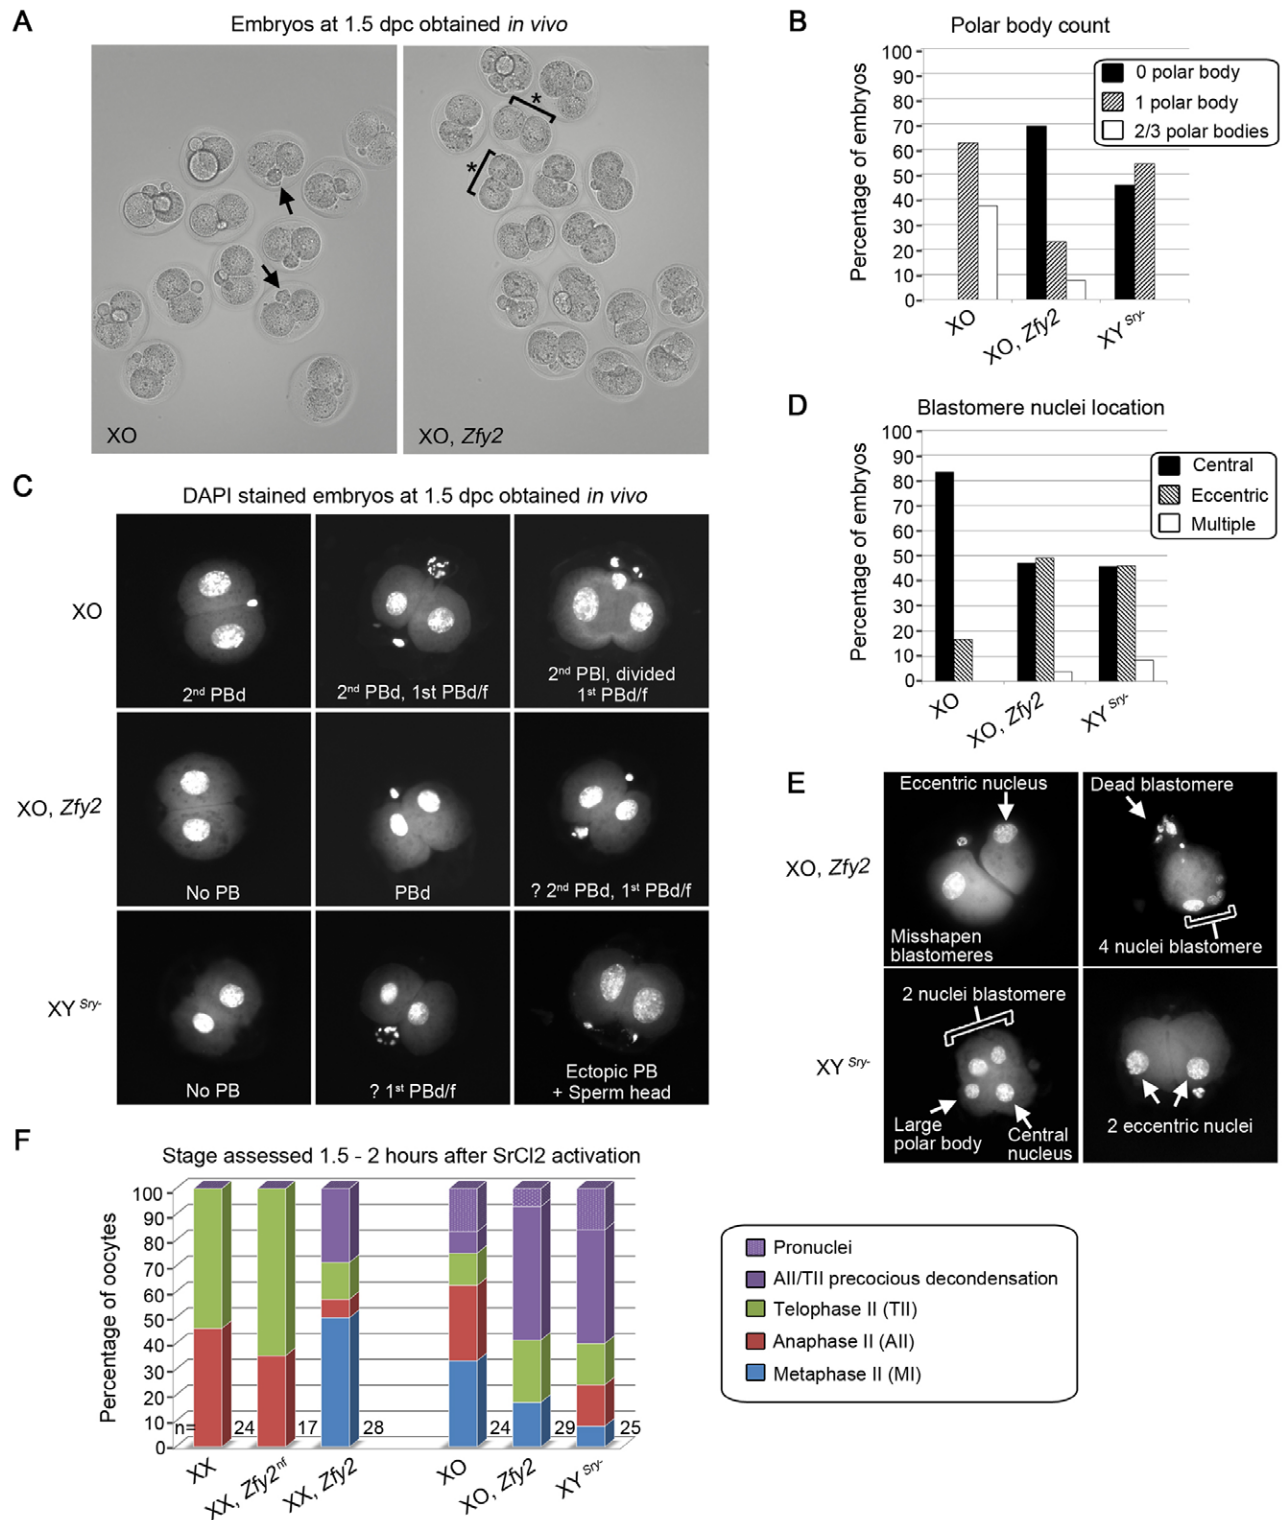 A
Embryos at 1.5 dpc obtained in vivo
XO
XO, Zfy2
*
*
B
Polar body count
Percentage of embryos
100
90
80
70
60
50
40
30
20
10
0
0 polar body
1 polar body
2/3 polar bodies
XO
XO, Zfy2
XY Sry-
C
DAPI stained embryos at 1.5 dpc obtained in vivo
XO
2nd PBd
2nd PBd, 1st PBd/f
2nd PBl, divided
1st PBd/f
XO, Zfy2
No PB
PBd
? 2nd PBd, 1st PBd/f
XY Sry-
No PB
? 1st PBd/f
Ectopic PB
+ Sperm head
D
Blastomere nuclei location
Percentage of embryos
100
90
80
70
60
50
40
30
20
10
0
Central
Eccentric
Multiple
XO
XO, Zfy2
XY Sry-
E
XO, Zfy2
Eccentric nucleus
Misshapen
blastomeres
Dead blastomere
4 nuclei blastomere
XY Sry-
2 nuclei blastomere
Large
polar body
Central
nucleus
2 eccentric nuclei
F
Stage assessed 1.5 - 2 hours after SrCl2 activation
Percentage of oocytes
100
90
80
70
60
50
40
30
20
10
0
n= 24 17 28 24 29 25
XX
XX, Zfy2nf
XX, Zfy2
XO
XO, Zfy2
XY Sry-
Pronuclei
AII/TII precocious decondensation
Telophase II (TII)
Anaphase II (AII)
Metaphase II (MI)